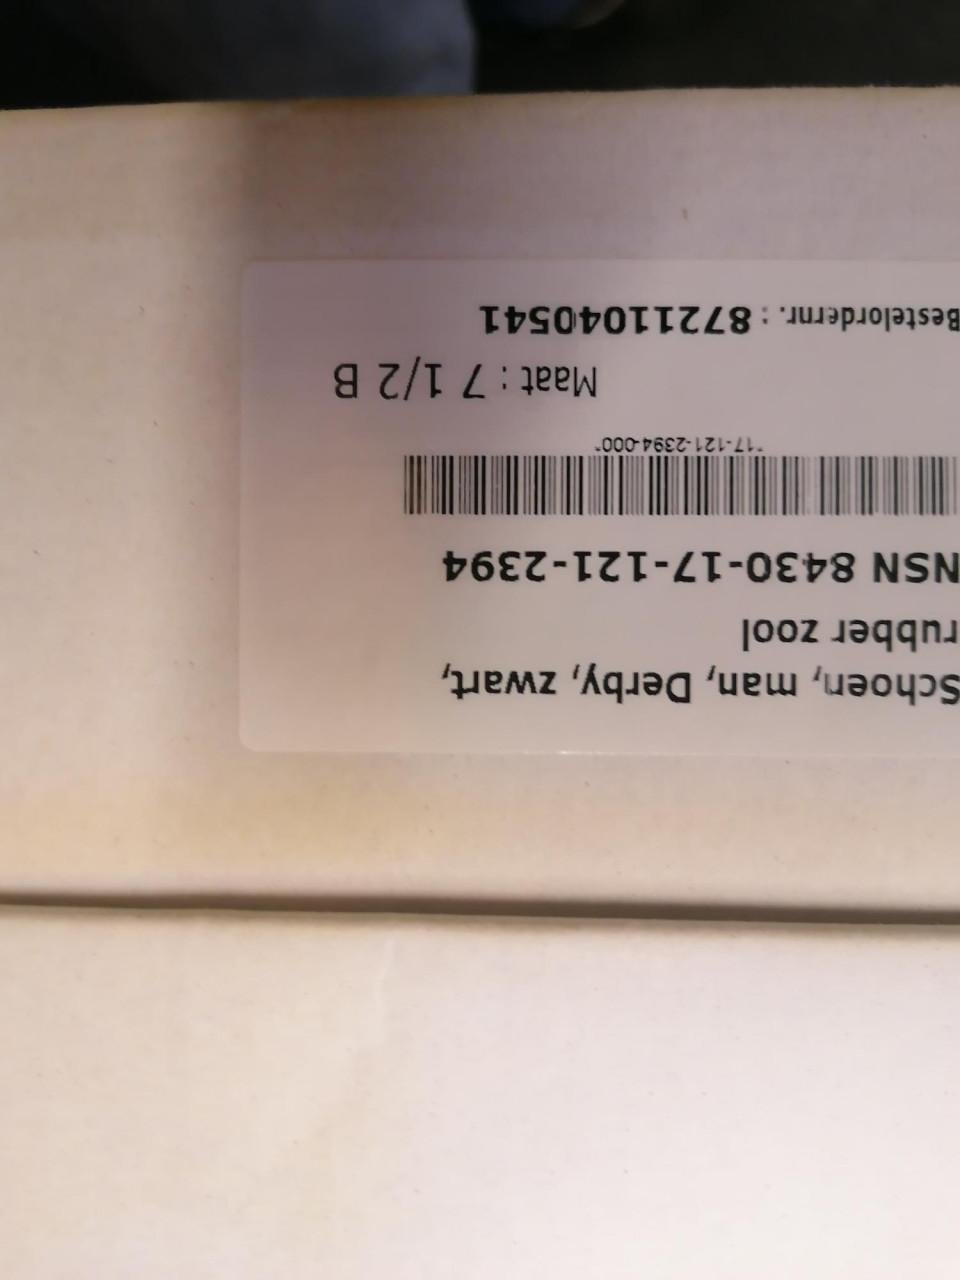 Schoen, man, Derby, zwart,
rubber zool
NSN 8430-17-121-2394
*17-121-2394-000*
Maat : 7 1/2 B
Bestelordernr. : 87211040541